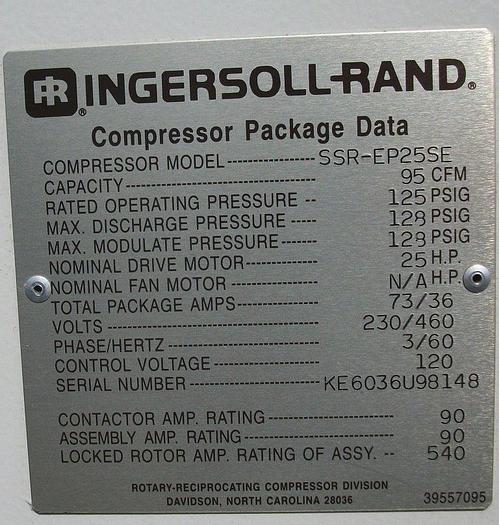 IR INGERSOLL-RAND®
Compressor Package Data
COMPRESSOR MODEL ---------------- SSR-EP25SE
CAPACITY -------------------------------- 95 CFM
RATED OPERATING PRESSURE -- 125 PSIG
MAX. DISCHARGE PRESSURE ----- 128 PSIG
MAX. MODULATE PRESSURE ------- 128 PSIG
NOMINAL DRIVE MOTOR ------------- 25 H.P.
NOMINAL FAN MOTOR ---------------- N/A H.P.
TOTAL PACKAGE AMPS --------------- 73/36
VOLTS ------------------------------------- 230/460
PHASE/HERTZ --------------------------- 3/60
CONTROL VOLTAGE ------------------- 120
SERIAL NUMBER ----------------------- KE6036U98148
CONTACTOR AMP. RATING ----------------------- 90
ASSEMBLY AMP. RATING --------------------------- 90
LOCKED ROTOR AMP. RATING OF ASSY. -- 540
ROTARY-RECIPROCATING COMPRESSOR DIVISION
DAVIDSON, NORTH CAROLINA 28036
39557095